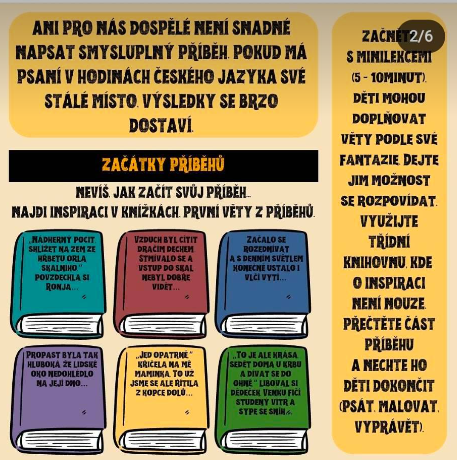 ANI PRO NÁS DOSPĚLÉ NENÍ SNADNÉ
NAPSAT SMYSLUPLNÝ PŘÍBĚH. POKUD MÁ
PSANÍ V HODINÁCH ČESKÉHO JAZYKA SVÉ
STÁLÉ MÍSTO, VÝSLEDKY SE BRZO
DOSTAVÍ.
ZAČÁTKY PŘÍBĚHŮ
NEVÍŠ, JAK ZAČÍT SVŮJ PŘÍBĚH...
NAJDI INSPIRACI V KNÍŽKÁCH. PRVNÍ VĚTY Z PŘÍBĚHŮ.
„NÁDHERNÝ POCIT
SHLÍŽET NA ZEM ZE
HŘBETU ORLA
SKALNÍHO."
POVZDECHLA SI
RONJA...
VZDUCH BYL CÍTIT
DRAČÍM DECHEM.
STMÍVALO SE A
VSTUP DO SKAL
NEBYL DOBŘE
VIDĚT...
ZAČALO SE
ROZEDNÍVAT
A S DENNÍM SVĚTLEM
KONEČNĚ USTALO I
VLČÍ VYTÍ...
PROPAST BYLA TAK
HLUBOKÁ, ŽE LIDSKÉ
OKO NEDOHLÉDLO
NA JEJÍ DNO...
„JEĎ OPATRNĚ,"
KŘIČELA NA MĚ
MAMINKA. TO UŽ
JSME SE ALE ŘÍTILA
Z KOPCE DOLŮ...
„TO JE ALE KRÁSA
SEDĚT DOMA U KRBU
A DÍVAT SE DO
OHNĚ." LIBOVAL SI
DĚDEČEK. VENKU FIČÍ
STUDENÝ VÍTR A
SYPE SE SNÍH...
2/6
ZAČNĚTE
S MINILEKCEMI
(5 - 10MINUT).
DĚTI MOHOU
DOPLŇOVAT
VĚTY PODLE SVÉ
FANTAZIE. DEJTE
JIM MOŽNOST
SE ROZPOVÍDAT.
VYUŽIJTE
TŘÍDNÍ
KNIHOVNU, KDE
O INSPIRACI
NENÍ NOUZE.
PŘEČTĚTE ČÁST
PŘÍBĚHU
A NECHTE HO
DĚTI DOKONČIT
(PSÁT, MALOVAT,
VYPRÁVĚT).